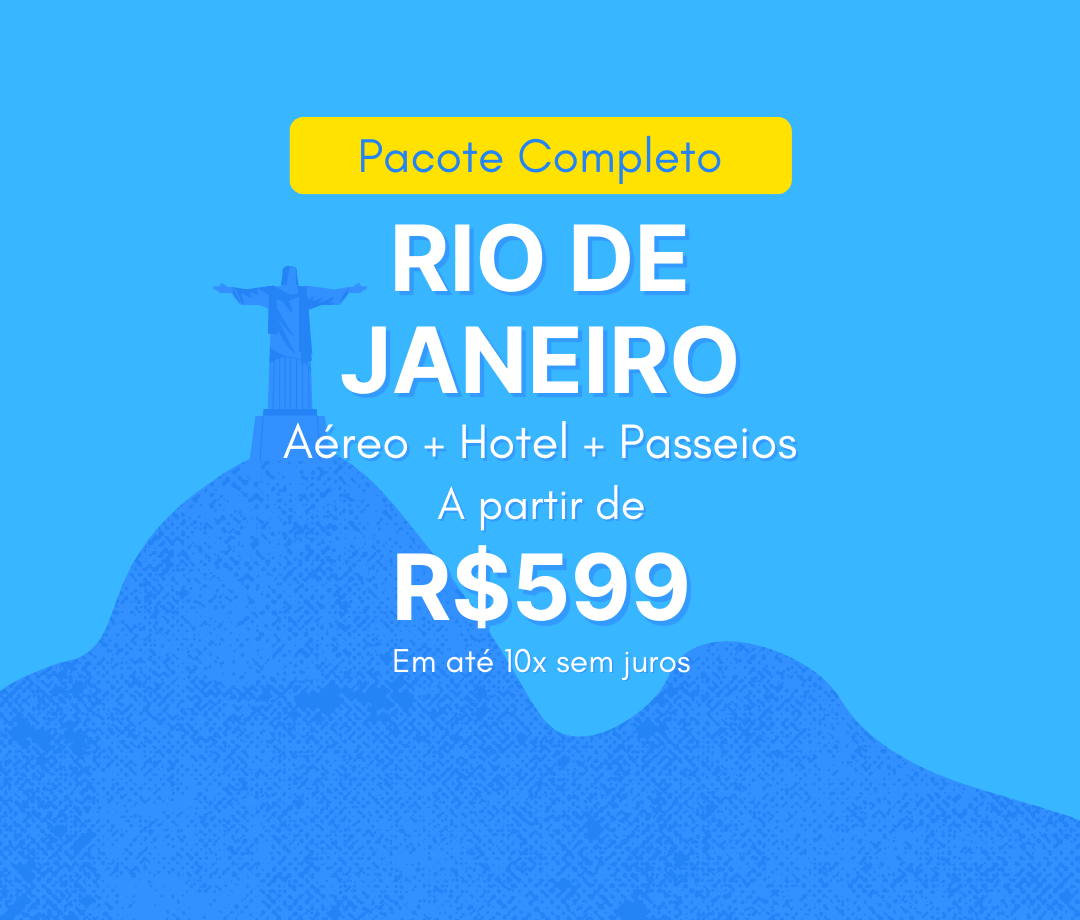 Pacote Completo
RIO DE
JANEIRO
Aéreo + Hotel + Passeios
A partir de
R$599
Em até 10x sem juros